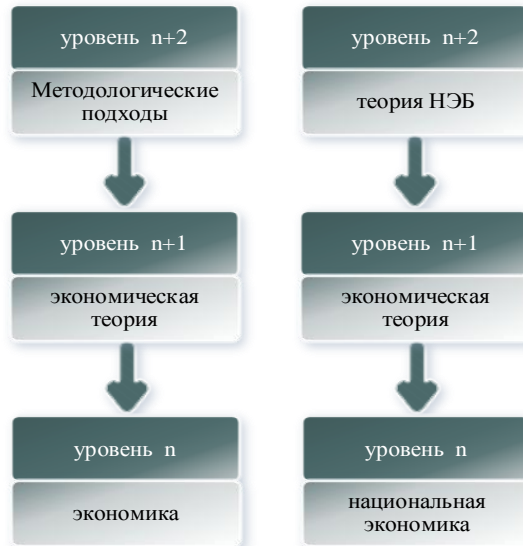 уровень n+2
Методологические
подходы
уровень n+1
экономическая
теория
уровень n
экономика
уровень n+2
теория НЭБ
уровень n+1
экономическая
теория
уровень n
национальная
экономика